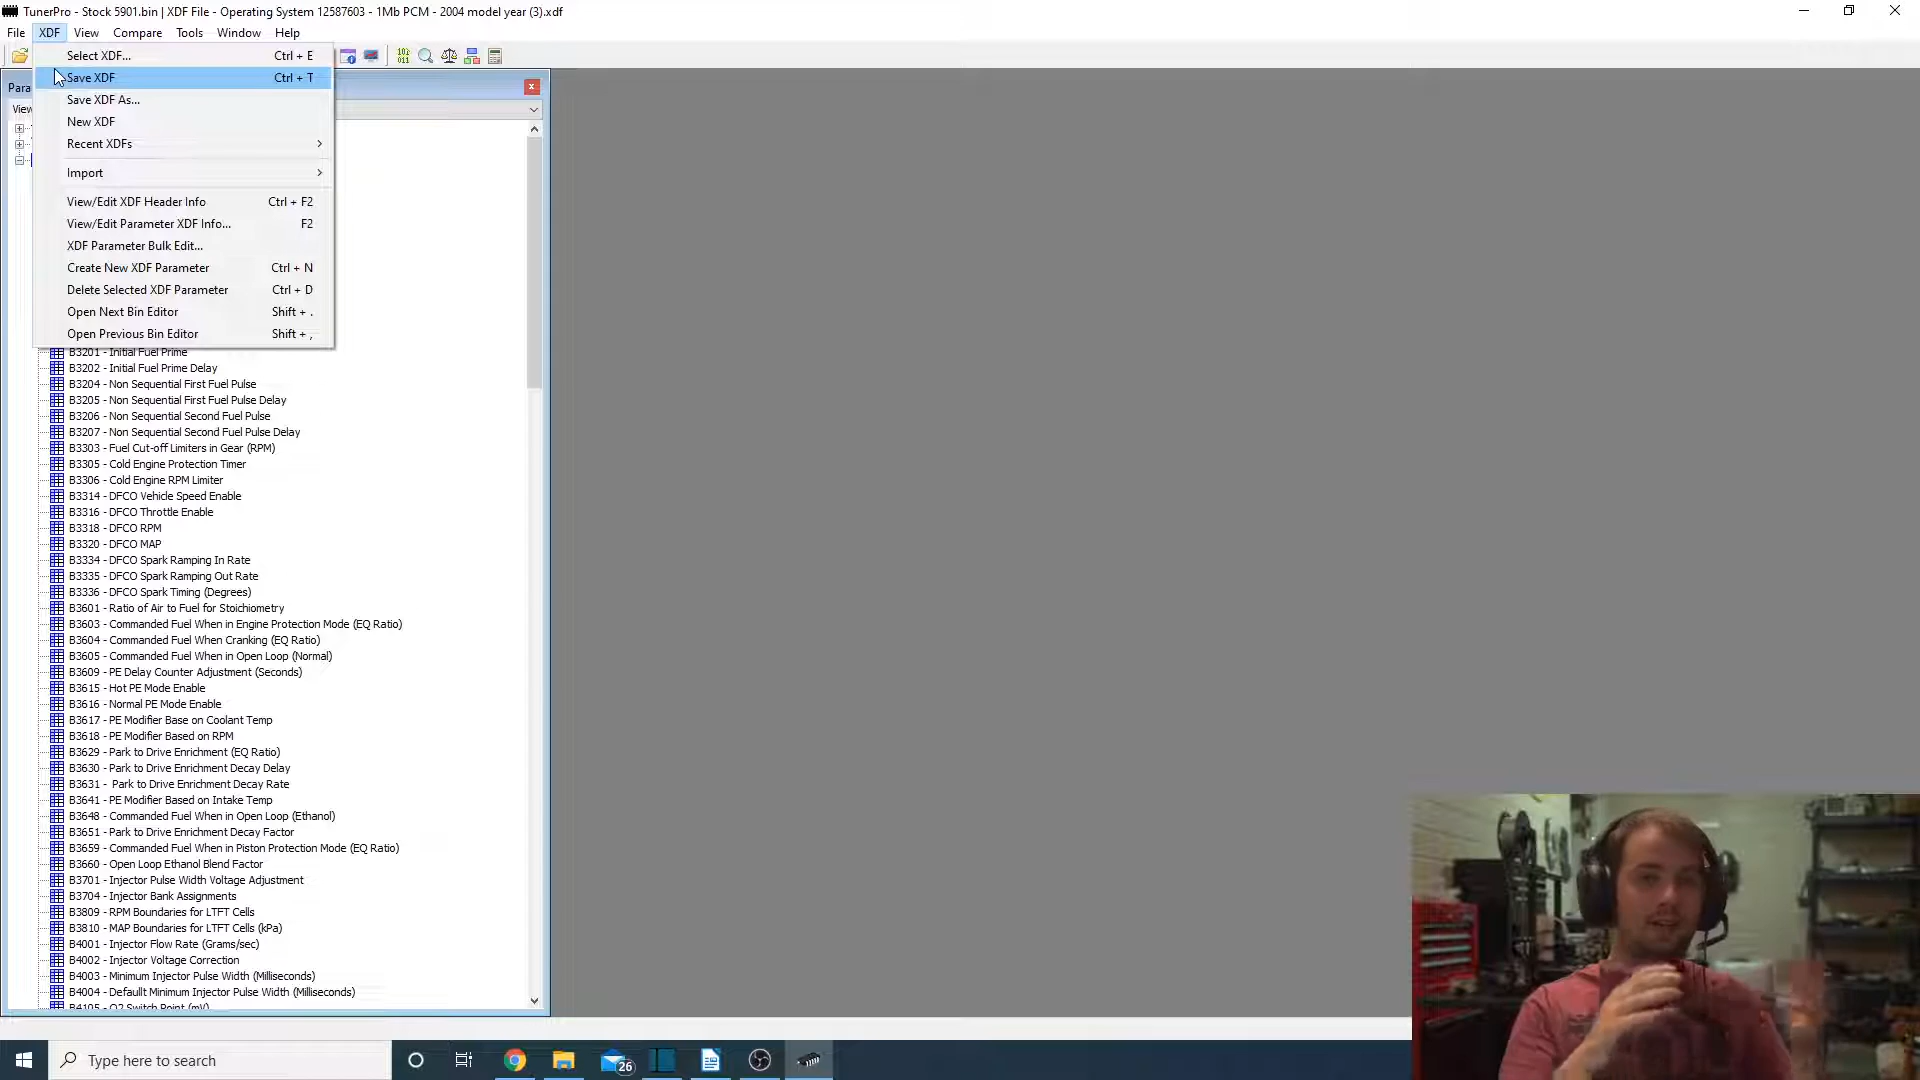 TunerPro - Stock 5901.bin | XDF File - Operating System 12587603 - 1Mb PCM - 2004 model year (3).xdf
File XDF View Compare Tools Window Help
Select XDF... Ctrl + E
Save XDF Ctrl + T
Save XDF As...
New XDF
Recent XDFs
Import
View/Edit XDF Header Info Ctrl + F2
View/Edit Parameter XDF Info... F2
XDF Parameter Bulk Edit...
Create New XDF Parameter Ctrl + N
Delete Selected XDF Parameter Ctrl + D
Open Next Bin Editor Shift + .
Open Previous Bin Editor Shift + ,
B3201 - Initial Fuel Prime
B3202 - Initial Fuel Prime Delay
B3204 - Non Sequential First Fuel Pulse
B3205 - Non Sequential First Fuel Pulse Delay
B3206 - Non Sequential Second Fuel Pulse
B3207 - Non Sequential Second Fuel Pulse Delay
B3303 - Fuel Cut-off Limiters in Gear (RPM)
B3305 - Cold Engine Protection Timer
B3306 - Cold Engine RPM Limiter
B3314 - DFCO Vehicle Speed Enable
B3316 - DFCO Throttle Enable
B3318 - DFCO RPM
B3320 - DFCO MAP
B3334 - DFCO Spark Ramping In Rate
B3335 - DFCO Spark Ramping Out Rate
B3336 - DFCO Spark Timing (Degrees)
B3601 - Ratio of Air to Fuel for Stoichiometry
B3603 - Commanded Fuel When in Engine Protection Mode (EQ Ratio)
B3604 - Commanded Fuel When Cranking (EQ Ratio)
B3605 - Commanded Fuel When in Open Loop (Normal)
B3609 - PE Delay Counter Adjustment (Seconds)
B3615 - Hot PE Mode Enable
B3616 - Normal PE Mode Enable
B3617 - PE Modifier Base on Coolant Temp
B3618 - PE Modifier Based on RPM
B3629 - Park to Drive Enrichment (EQ Ratio)
B3630 - Park to Drive Enrichment Decay Delay
B3631 - Park to Drive Enrichment Decay Rate
B3641 - PE Modifier Based on Intake Temp
B3648 - Commanded Fuel When in Open Loop (Ethanol)
B3651 - Park to Drive Enrichment Decay Factor
B3659 - Commanded Fuel When in Piston Protection Mode (EQ Ratio)
B3660 - Open Loop Ethanol Blend Factor
B3701 - Injector Pulse Width Voltage Adjustment
B3704 - Injector Bank Assignments
B3809 - RPM Boundaries for LTFT Cells
B3810 - MAP Boundaries for LTFT Cells (kPa)
B4001 - Injector Flow Rate (Grams/sec)
B4002 - Injector Voltage Correction
B4003 - Minimum Injector Pulse Width (Milliseconds)
B4004 - Defaullt Minimum Injector Pulse Width (Milliseconds)
B4105 - O2 Switch Point (mV)
Type here to search
26